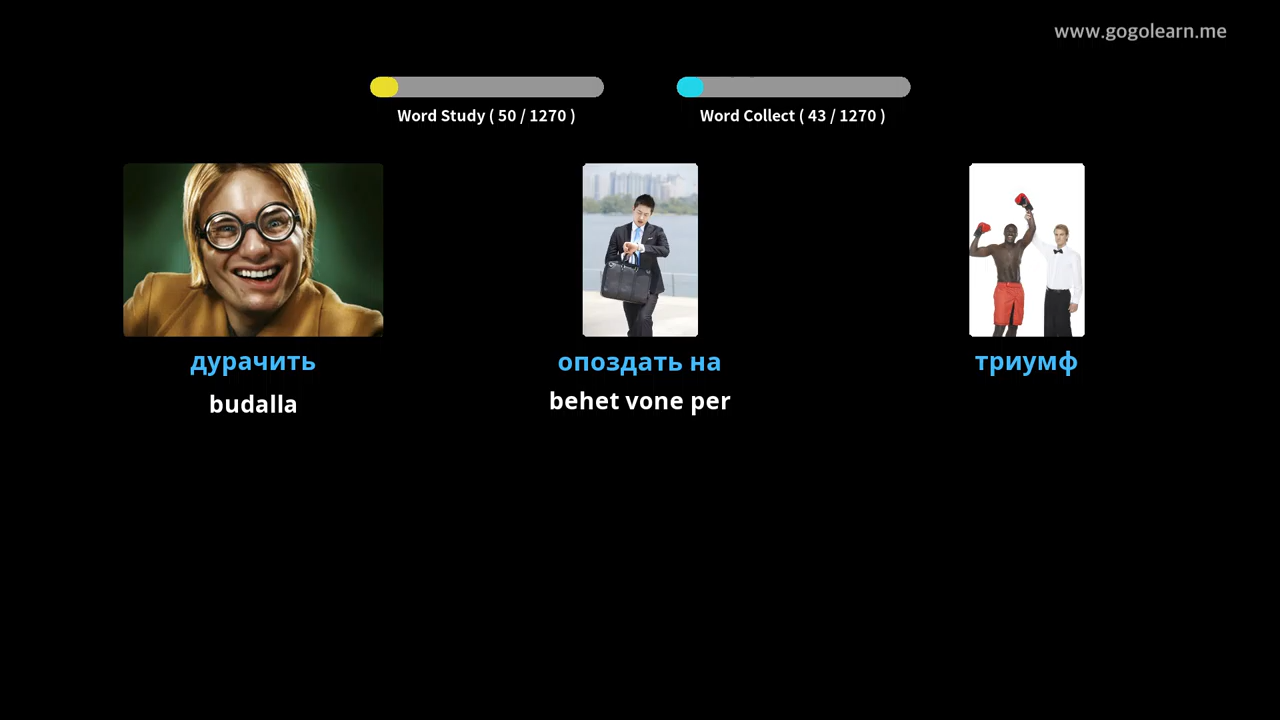 www.gogolearn.me
Word Study ( 50 / 1270 )
Word Collect ( 43 / 1270 )
дурачить
budalla
опоздать на
behet vone per
триумф